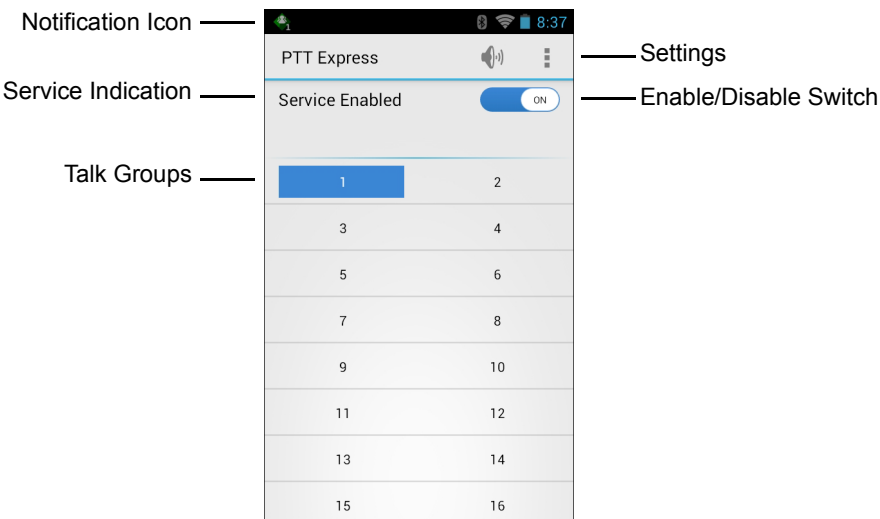 Notification Icon
1
8:37
PTT Express
Settings
Service Indication
Service Enabled
ON
Enable/Disable Switch
Talk Groups
1 2
3 4
5 6
7 8
9 10
11 12
13 14
15 16